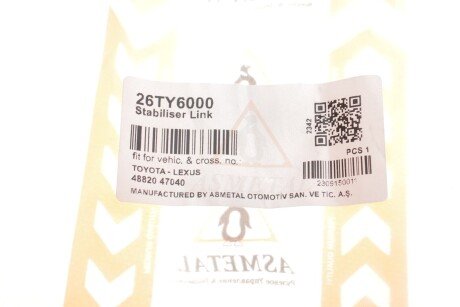 26TY6000
Stabiliser Link
2342
fit for vehic. & cross. no.:
PCS 1
TOYOTA - LEXUS
48820 47040
MANUFACTURED BY ASMETAL OTOMOTIV SAN. VE TIC. A.Ş.
ASMETAL